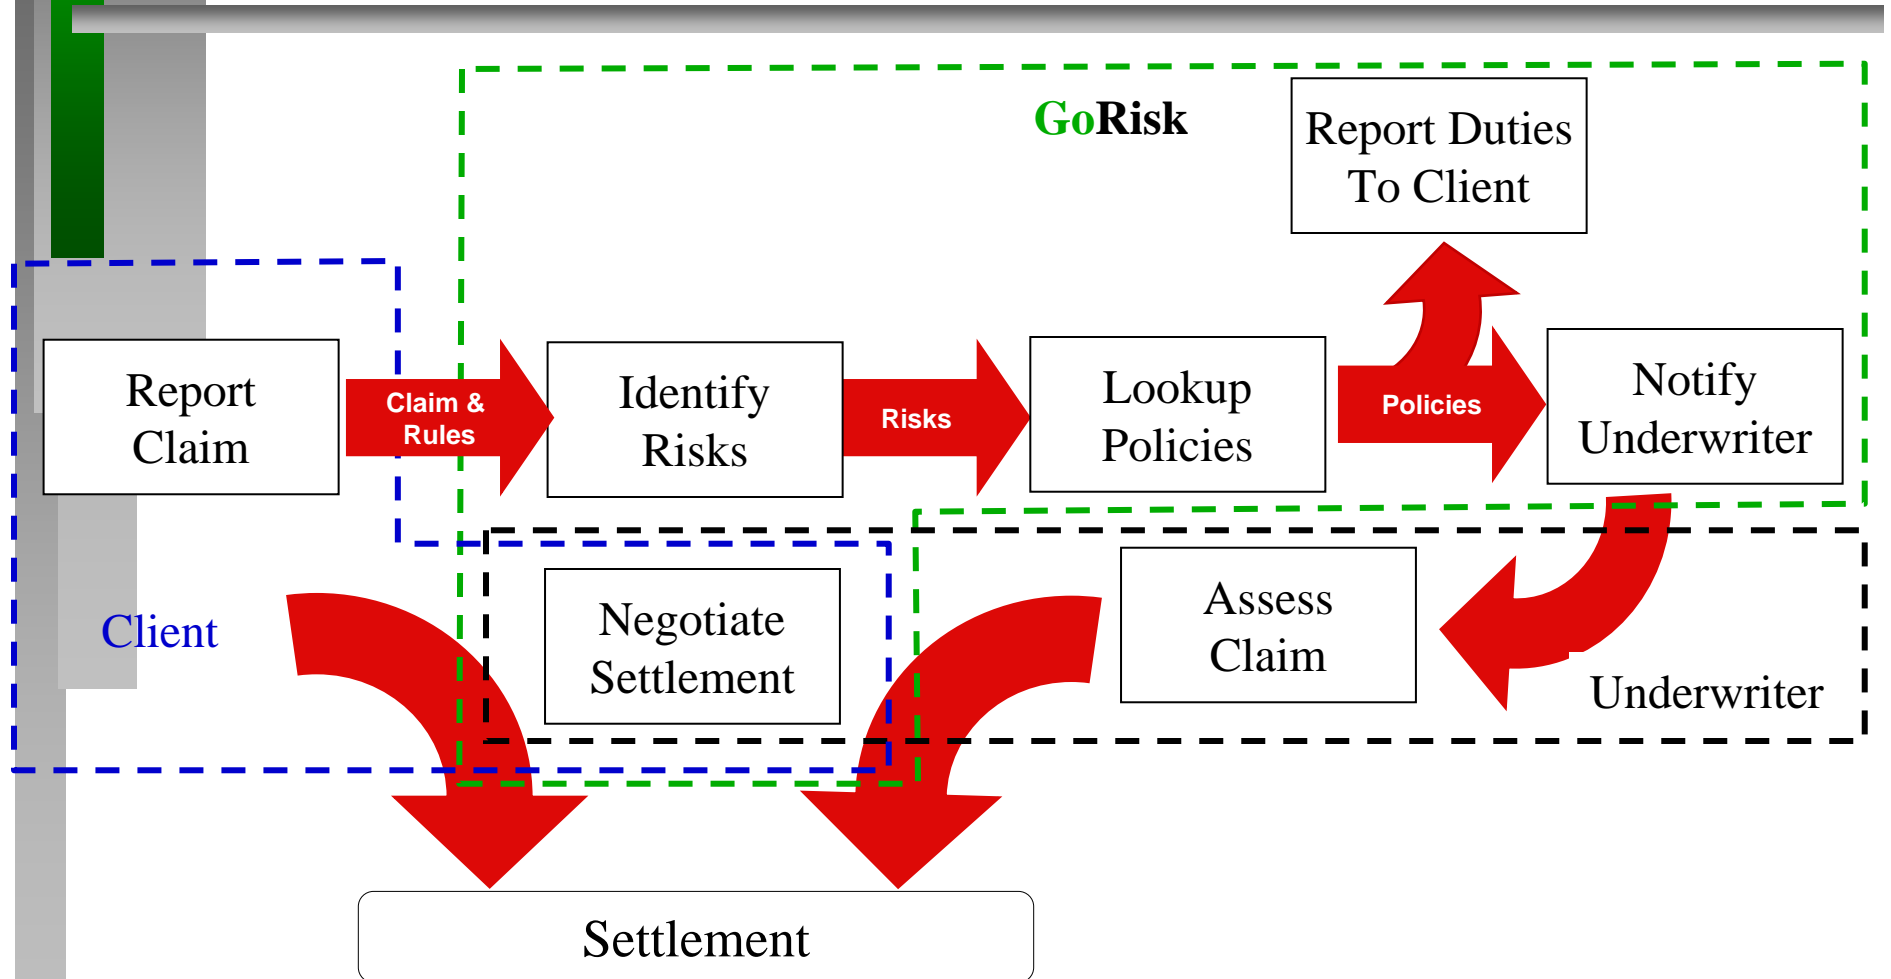 GoRisk
Report Duties
To Client
Report
Claim
Claim &
Rules
Identify
Risks
Risks
Lookup
Policies
Policies
Notify
Underwriter
Client
Negotiate
Settlement
Assess
Claim
Underwriter
Settlement